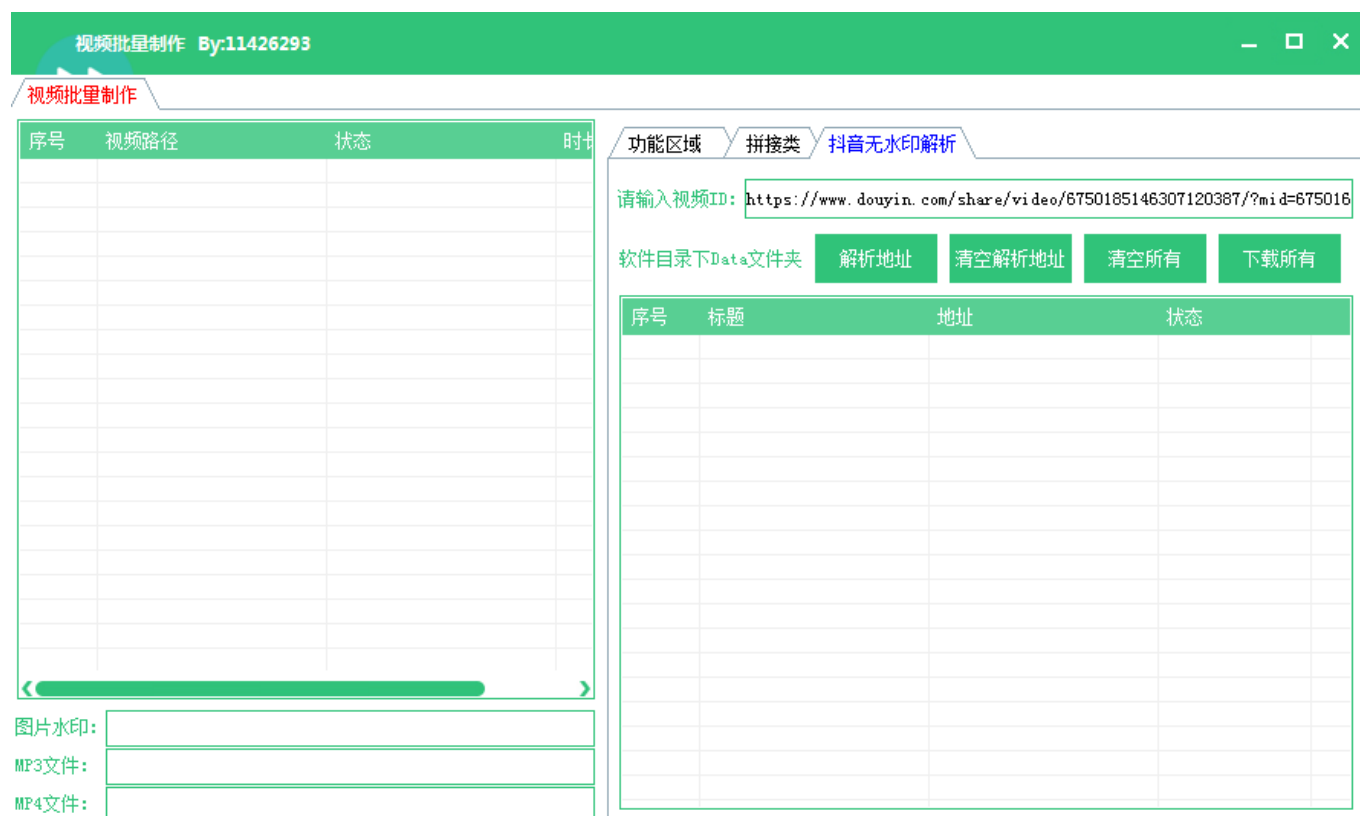 视频批量制作 By:11426293
视频批量制作
序号 视频路径 状态 时长
图片水印:
MP3文件:
MP4文件:
功能区域 拼接类 抖音无水印解析
请输入视频ID: https://www.douyin.com/share/video/6750185146307120387/?mid=675016
软件目录下Data文件夹 解析地址 清空解析地址 清空所有 下载所有
序号 标题 地址 状态